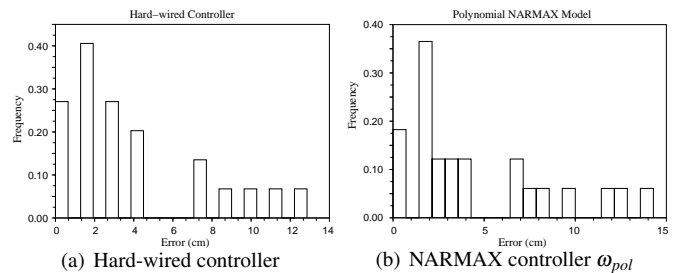 Hard-wired Controller
Frequency
0.40
0.30
0.20
0.10
0.00
0 2 4 6 8 10 12 14
Error (cm)
(a) Hard-wired controller
Polynomial NARMAX Model
Frequency
0.40
0.30
0.20
0.10
0.00
0 5 10 15
Error (cm)
(b) NARMAX controller ω_pol